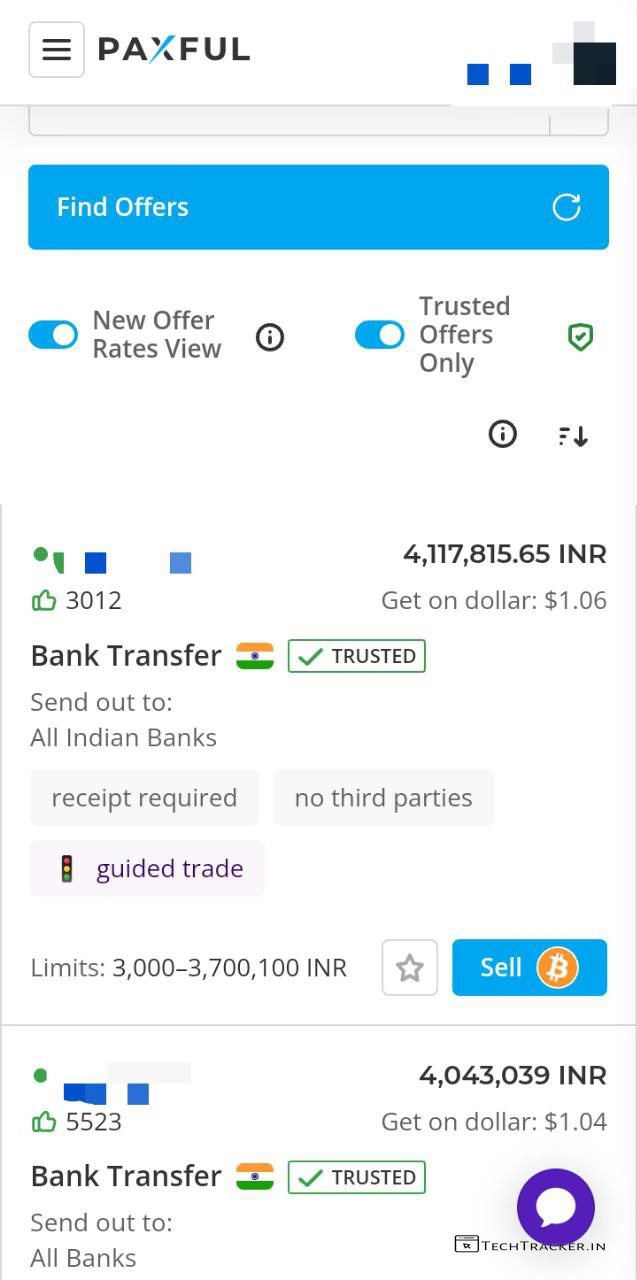 PAXFUL
Find Offers
New Offer
Rates View
Trusted
Offers
Only
4,117,815.65 INR
3012
Get on dollar: $1.06
Bank Transfer
TRUSTED
Send out to:
All Indian Banks
receipt required
no third parties
guided trade
Limits: 3,000–3,700,100 INR
Sell
4,043,039 INR
5523
Get on dollar: $1.04
Bank Transfer
TRUSTED
Send out to:
All Banks
TECHTRACKER.IN